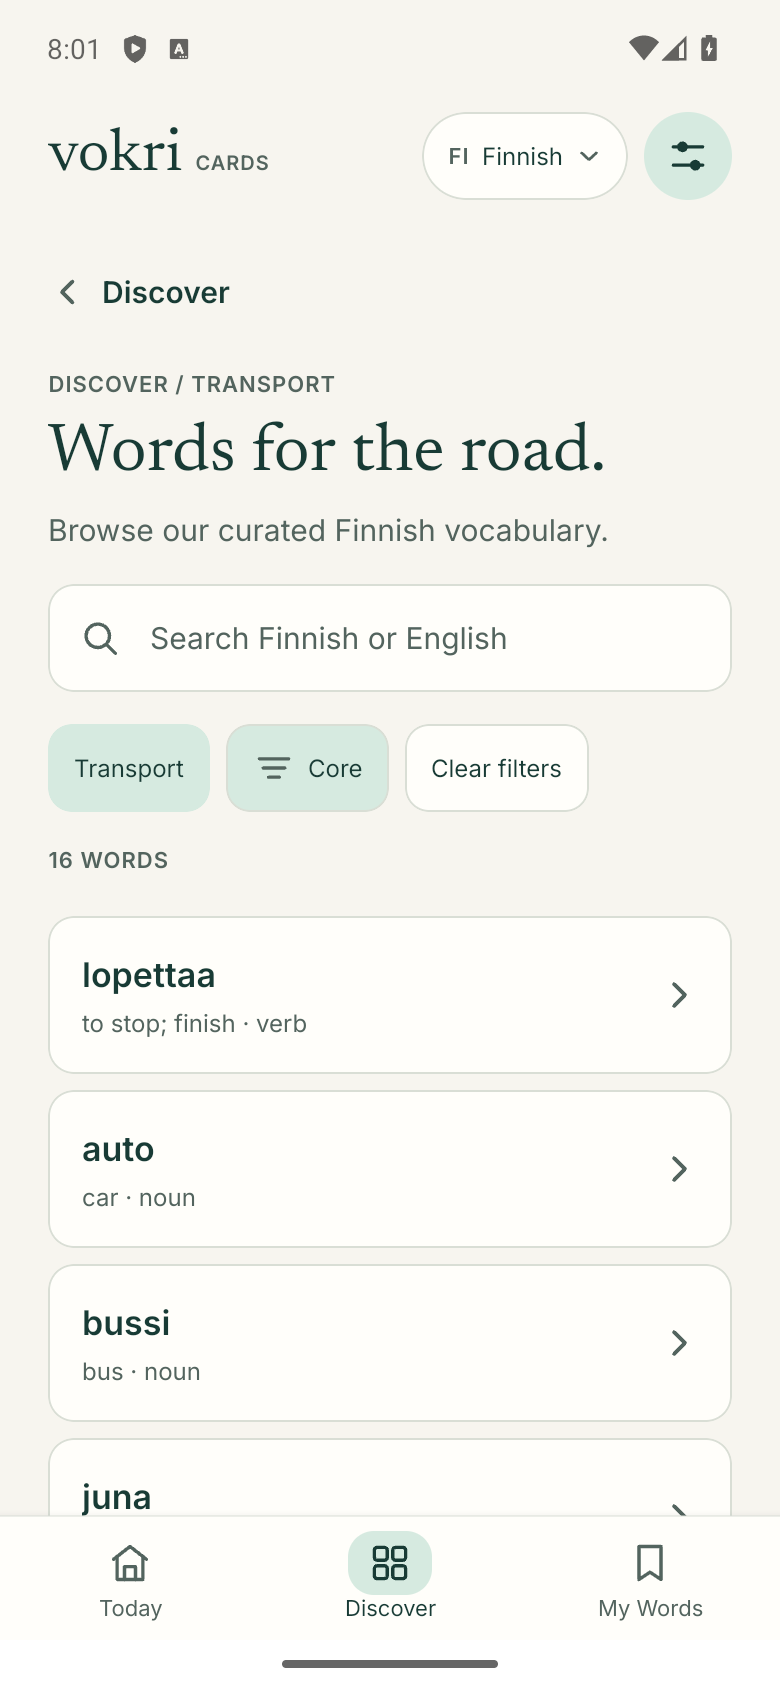 8:01
vokri CARDS
FI Finnish
Discover
DISCOVER / TRANSPORT
Words for the road.
Browse our curated Finnish vocabulary.
Search Finnish or English
Transport Core Clear filters
16 WORDS
lopettaa
to stop; finish · verb
auto
car · noun
bussi
bus · noun
juna
Today Discover My Words